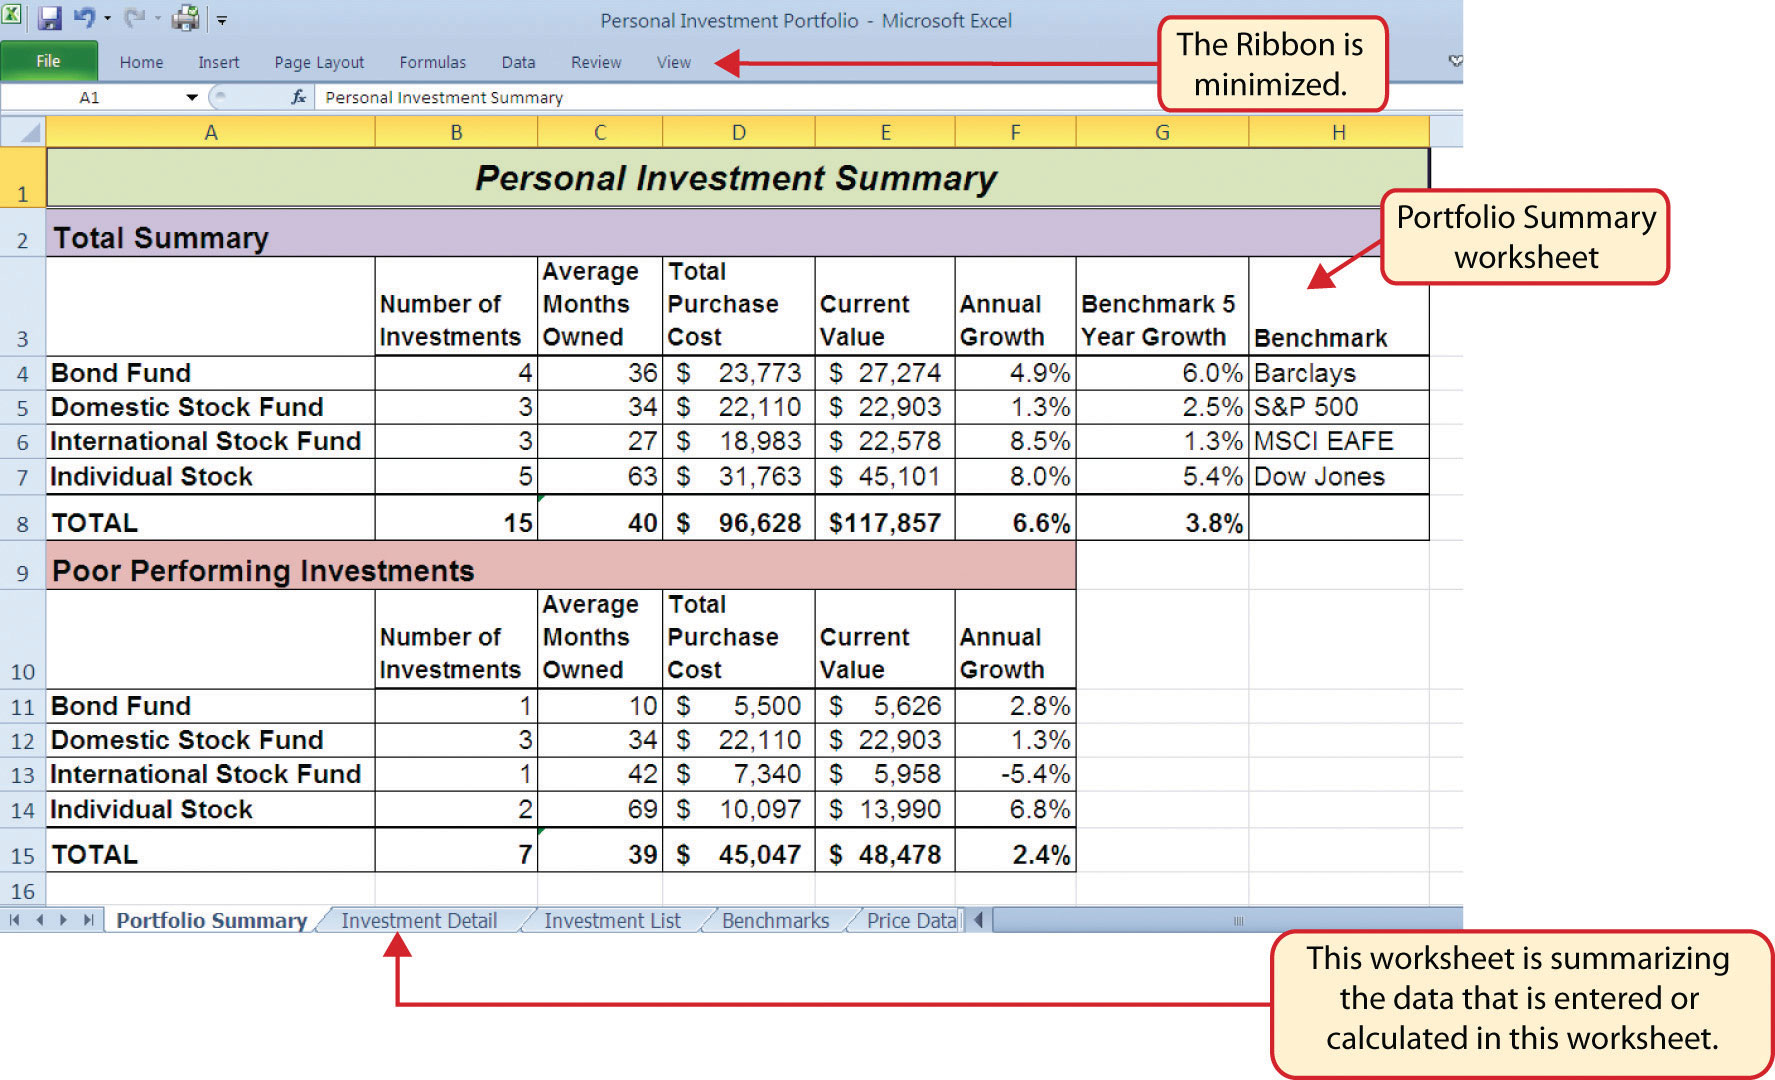 Personal Investment Portfolio - Microsoft Excel
File Home Insert Page Layout Formulas Data Review View
The Ribbon is
minimized.
A1 fx Personal Investment Summary
A B C D E F G H
1 Personal Investment Summary
Portfolio Summary
worksheet
2 Total Summary
3 Number of Investments Average Months Owned Total Purchase Cost Current Value Annual Growth Benchmark 5 Year Growth Benchmark
4 Bond Fund 4 36 $ 23,773 $ 27,274 4.9% 6.0% Barclays
5 Domestic Stock Fund 3 34 $ 22,110 $ 22,903 1.3% 2.5% S&P 500
6 International Stock Fund 3 27 $ 18,983 $ 22,578 8.5% 1.3% MSCI EAFE
7 Individual Stock 5 63 $ 31,763 $ 45,101 8.0% 5.4% Dow Jones
8 TOTAL 15 40 $ 96,628 $117,857 6.6% 3.8%
9 Poor Performing Investments
10 Number of Investments Average Months Owned Total Purchase Cost Current Value Annual Growth
11 Bond Fund 1 10 $ 5,500 $ 5,626 2.8%
12 Domestic Stock Fund 3 34 $ 22,110 $ 22,903 1.3%
13 International Stock Fund 1 42 $ 7,340 $ 5,958 -5.4%
14 Individual Stock 2 69 $ 10,097 $ 13,990 6.8%
15 TOTAL 7 39 $ 45,047 $ 48,478 2.4%
16
Portfolio Summary Investment Detail Investment List Benchmarks Price Data
This worksheet is summarizing
the data that is entered or
calculated in this worksheet.